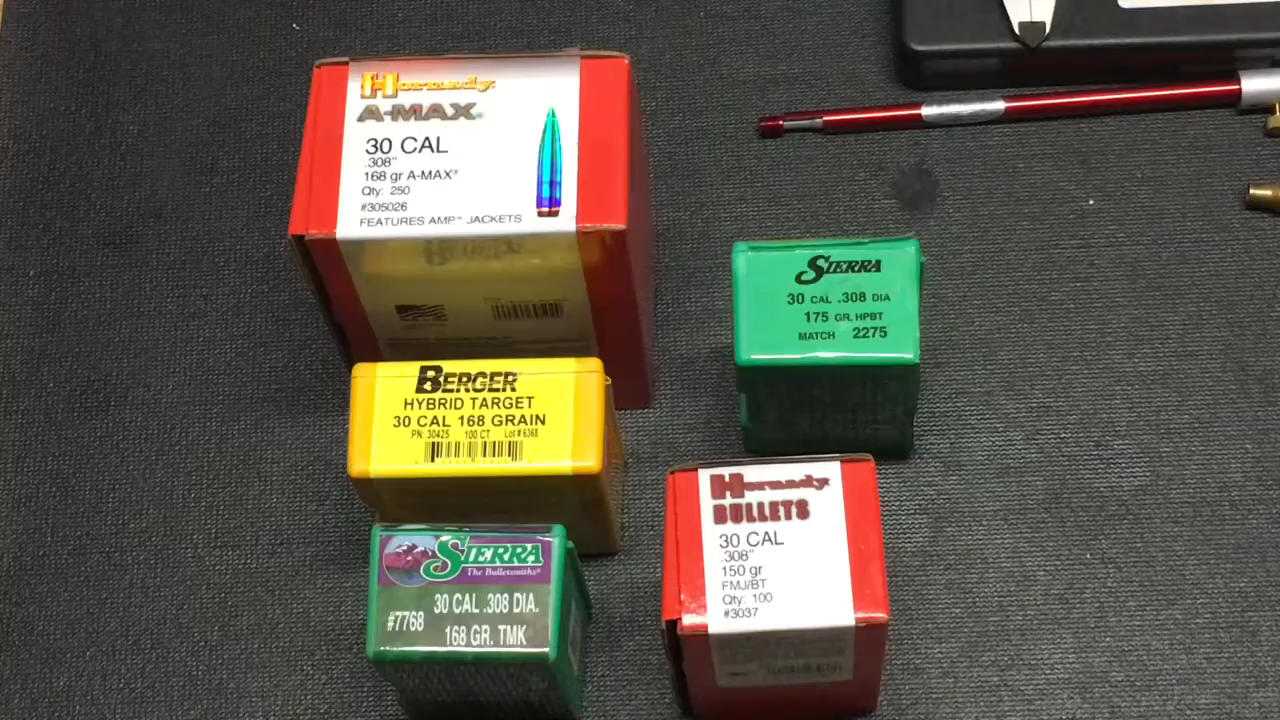 Hornady
A-MAX®
30 CAL
.308"
168 gr A-MAX®
Qty: 250
#305026
FEATURES AMP™ JACKETS
BERGER
HYBRID TARGET
30 CAL 168 GRAIN
PN: 30425 100 CT Lot # 6368
SIERRA
The Bulletsmiths®
#7768
30 CAL .308 DIA.
168 GR. TMK
SIERRA
30 CAL .308 DIA
175 GR. HPBT
MATCH 2275
Hornady
BULLETS
30 CAL
.308"
150 gr
FMJ/BT
Qty: 100
#3037